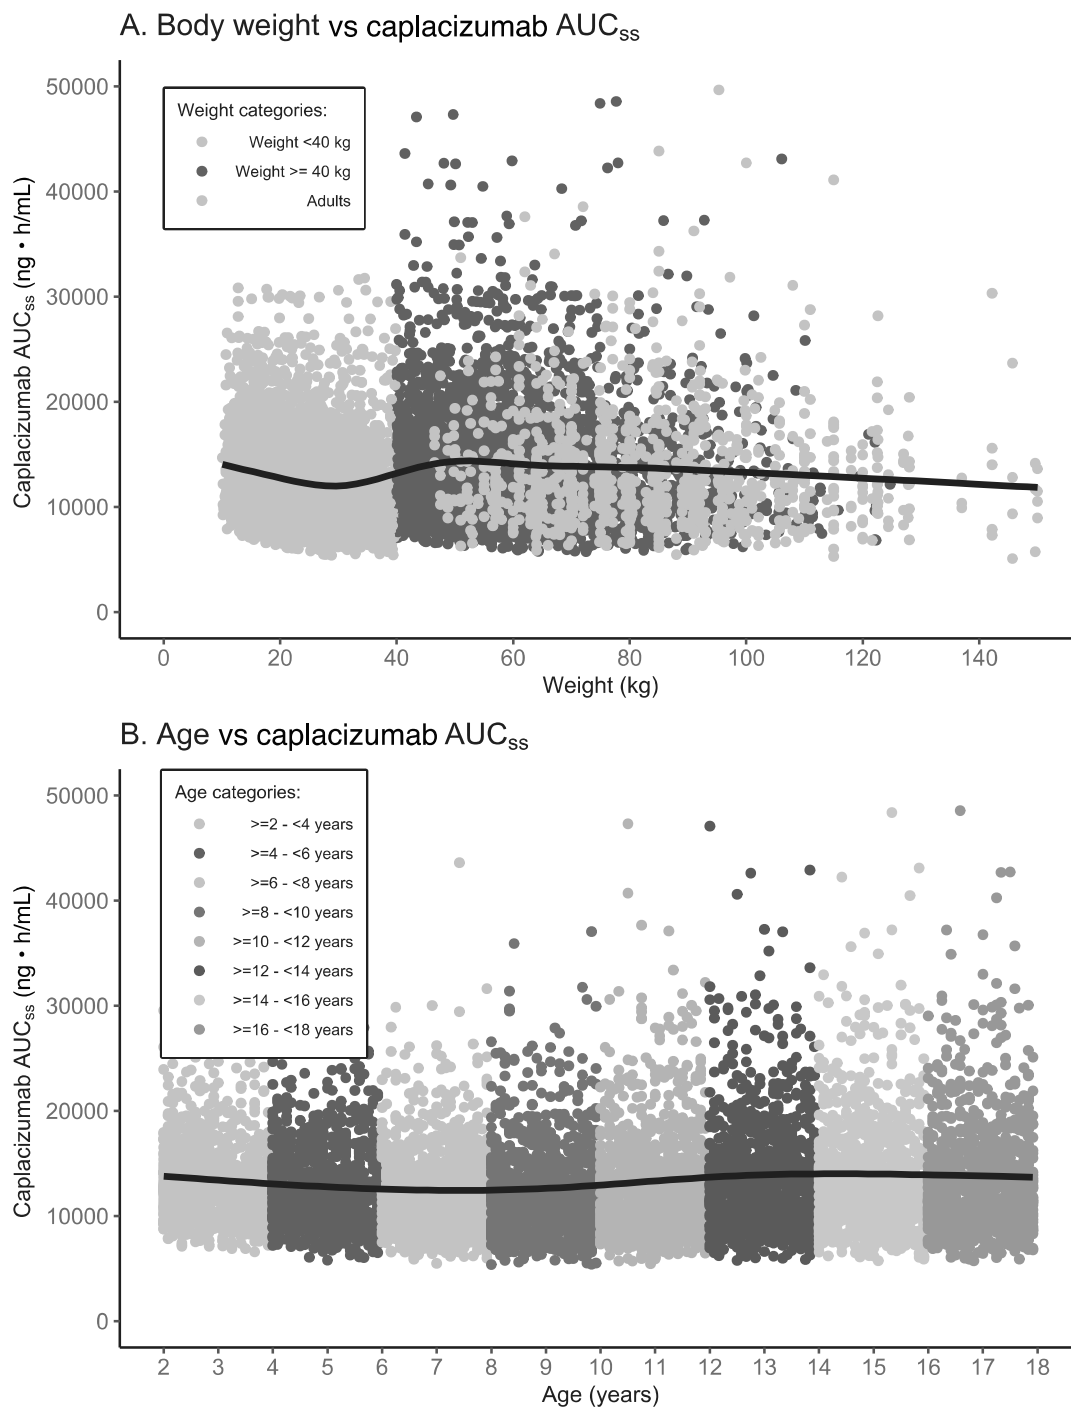 A. Body weight vs caplacizumab AUCss
50000
40000
30000
20000
10000
0
Caplacizumab AUCss (ng • h/mL)
Weight categories:
Weight <40 kg
Weight >= 40 kg
Adults
0 20 40 60 80 100 120 140
Weight (kg)
B. Age vs caplacizumab AUCss
50000
40000
30000
20000
10000
0
Caplacizumab AUCss (ng • h/mL)
Age categories:
>=2 - <4 years
>=4 - <6 years
>=6 - <8 years
>=8 - <10 years
>=10 - <12 years
>=12 - <14 years
>=14 - <16 years
>=16 - <18 years
2 3 4 5 6 7 8 9 10 11 12 13 14 15 16 17 18
Age (years)